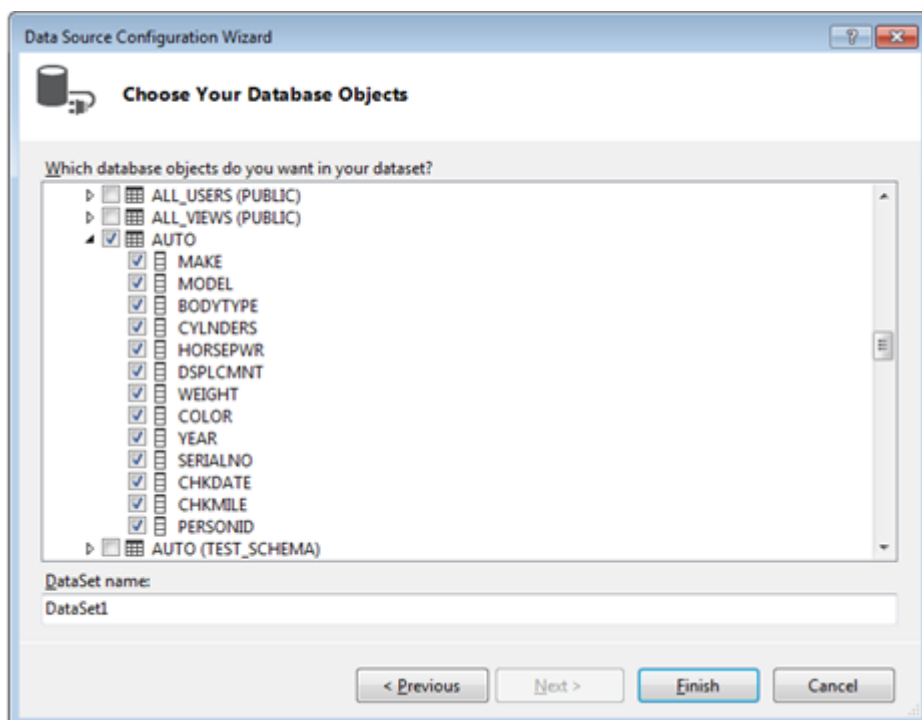 Data Source Configuration Wizard
Choose Your Database Objects
Which database objects do you want in your dataset?
ALL_USERS (PUBLIC)
ALL_VIEWS (PUBLIC)
AUTO
MAKE
MODEL
BODYTYPE
CYLNDERS
HORSEPWR
DSPLCMNT
WEIGHT
COLOR
YEAR
SERIALNO
CHKDATE
CHKMILE
PERSONID
AUTO (TEST_SCHEMA)
DataSet name:
DataSet1
< Previous Next > Finish Cancel